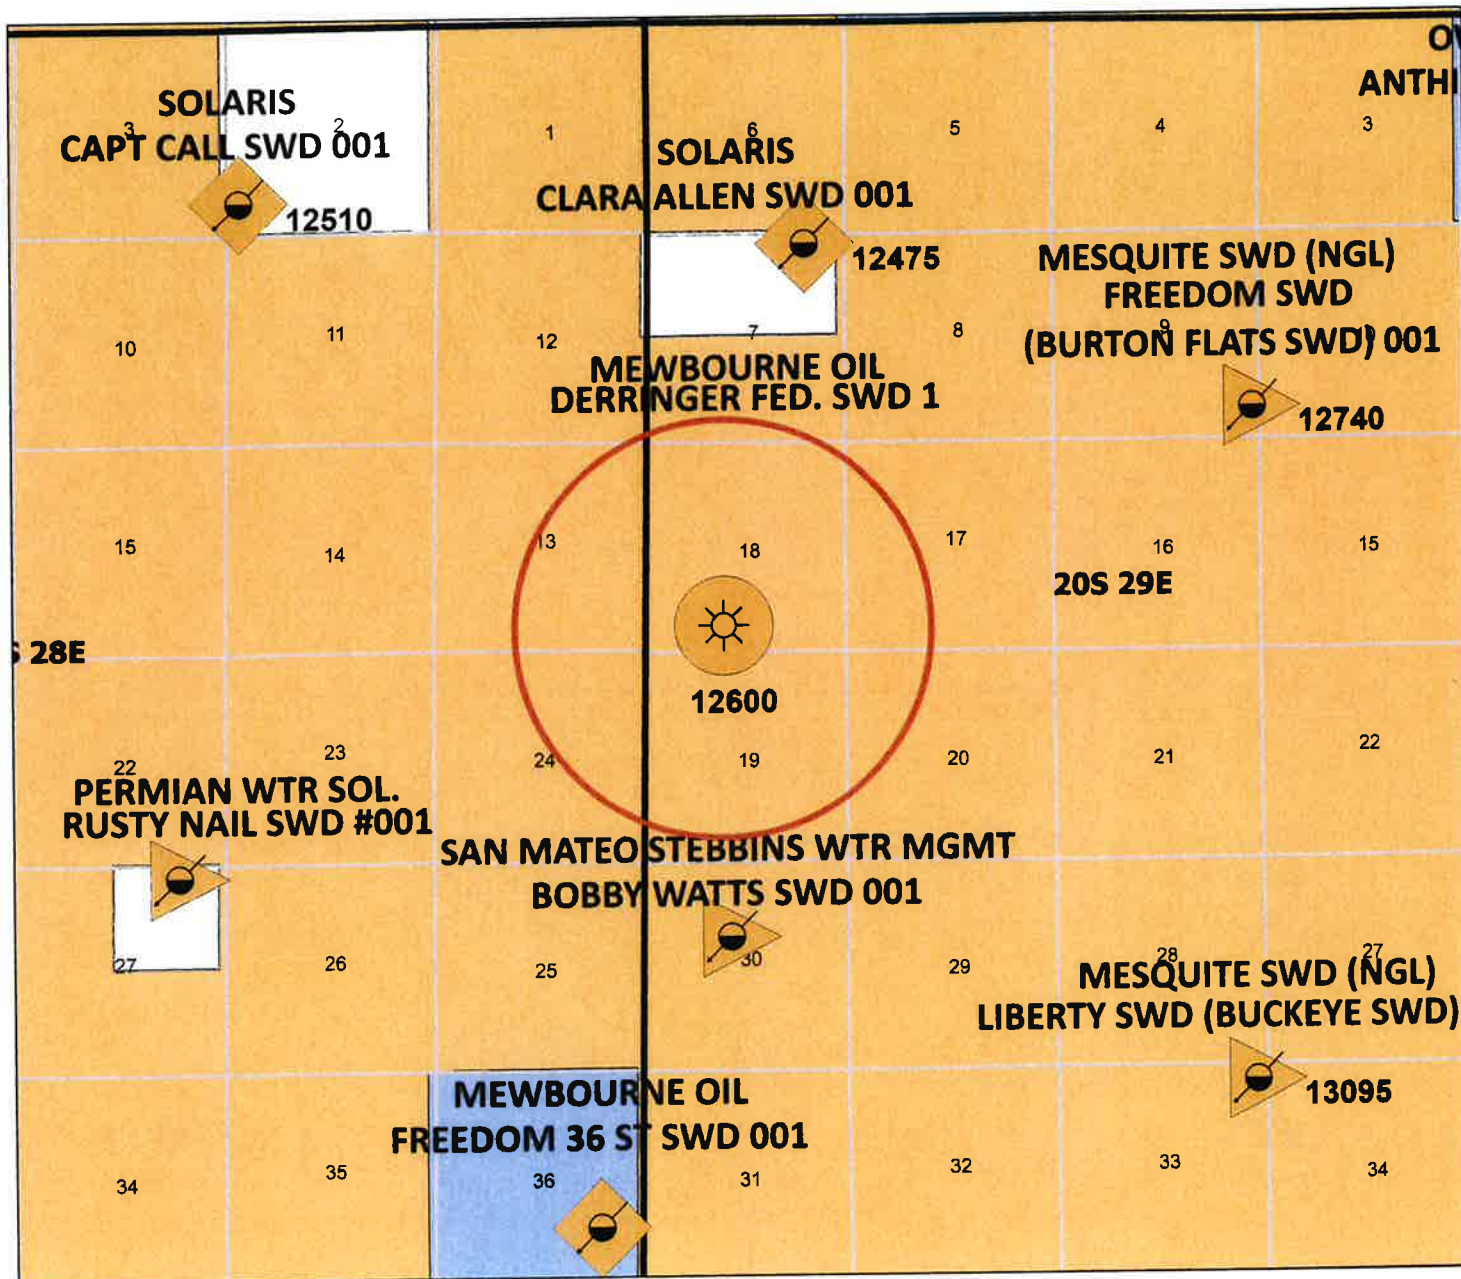 OW
ANTHI
SOLARIS
CAPT CALL SWD 001
3
2
1
6
5
4
3
SOLARIS
CLARA ALLEN SWD 001
12510
12475
MESQUITE SWD (NGL)
FREEDOM SWD
(BURTON FLATS SWD) 001
10
11
12
7
8
9
MEWBOURNE OIL
DERRINGER FED. SWD 1
12740
15
14
13
18
17
16
15
20S 29E
S 28E
12600
22
23
24
19
20
21
22
PERMIAN WTR SOL.
RUSTY NAIL SWD #001
SAN MATEO STEBBINS WTR MGMT
BOBBY WATTS SWD 001
27
26
25
30
29
28
27
MESQUITE SWD (NGL)
LIBERTY SWD (BUCKEYE SWD)
13095
MEWBOURNE OIL
FREEDOM 36 ST SWD 001
34
35
36
31
32
33
34